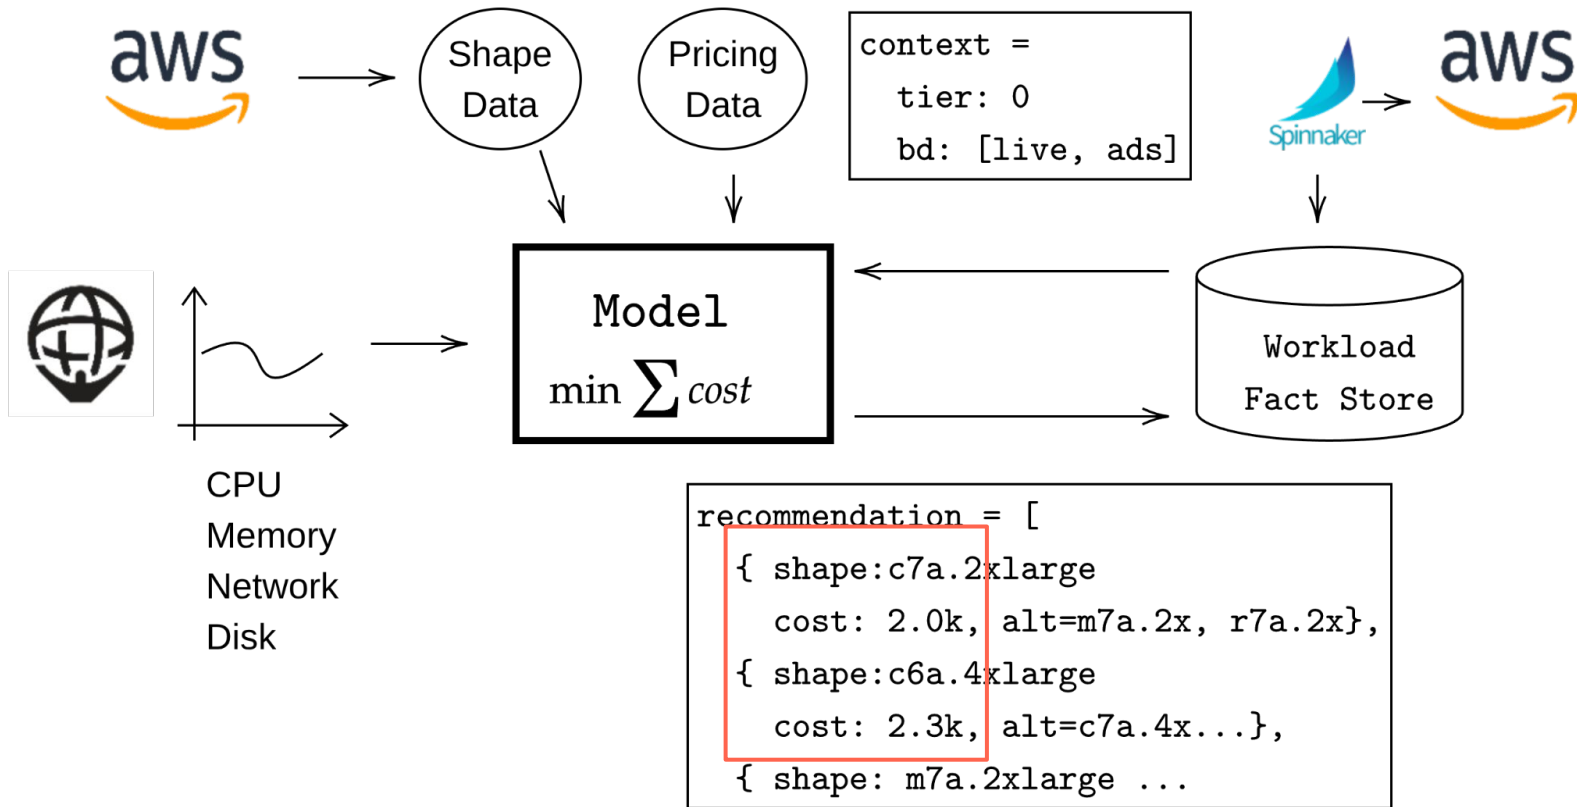 aws
Shape
Data
Pricing
Data
context =
tier: 0
bd: [live, ads]
Spinnaker
aws
Model
min ∑ cost
Workload
Fact Store
CPU
Memory
Network
Disk
recommendation = [
{ shape:c7a.2xlarge
cost: 2.0k, alt=m7a.2x, r7a.2x},
{ shape:c6a.4xlarge
cost: 2.3k, alt=c7a.4x...},
{ shape: m7a.2xlarge ...